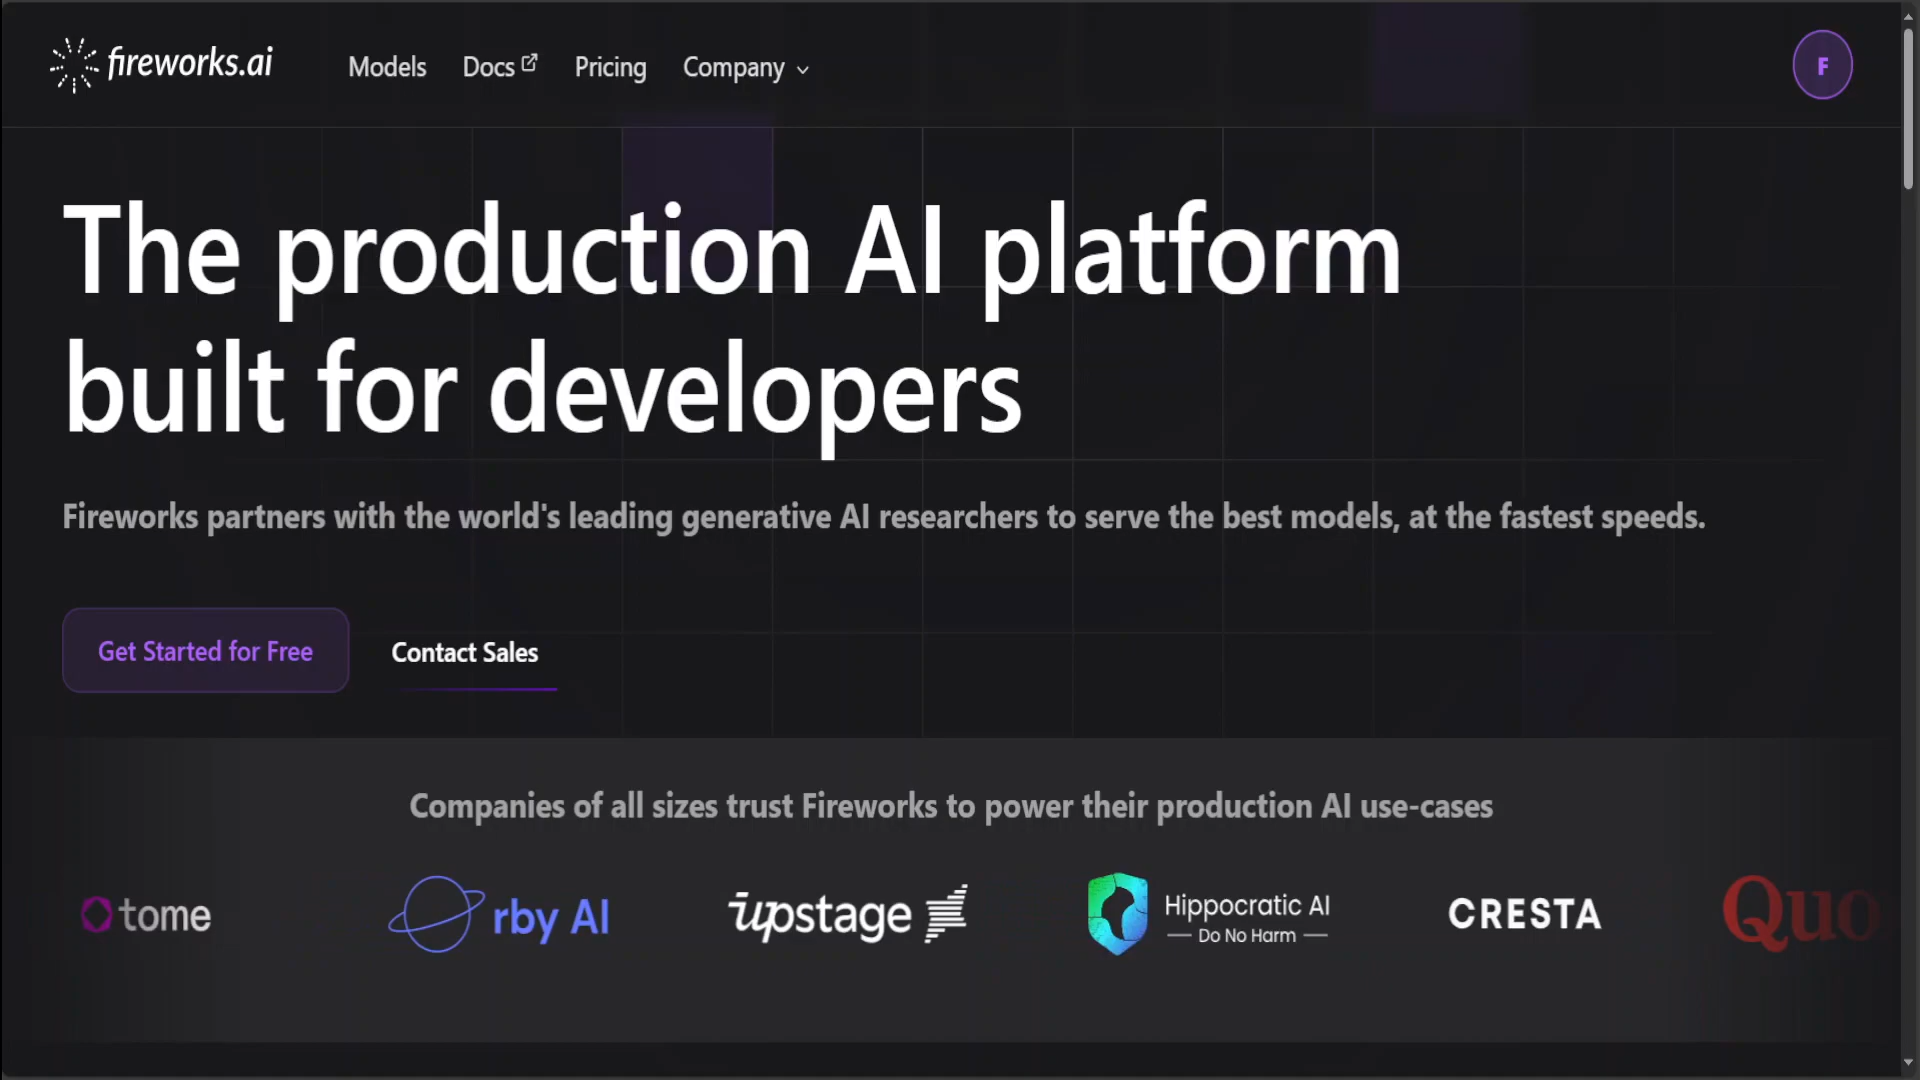 fireworks.ai
Models Docs Pricing Company
F
The production AI platform
built for developers
Fireworks partners with the world's leading generative AI researchers to serve the best models, at the fastest speeds.
Get Started for Free
Contact Sales
Companies of all sizes trust Fireworks to power their production AI use-cases
tome
rby AI
upstage
Hippocratic AI
Do No Harm
CRESTA
Quo